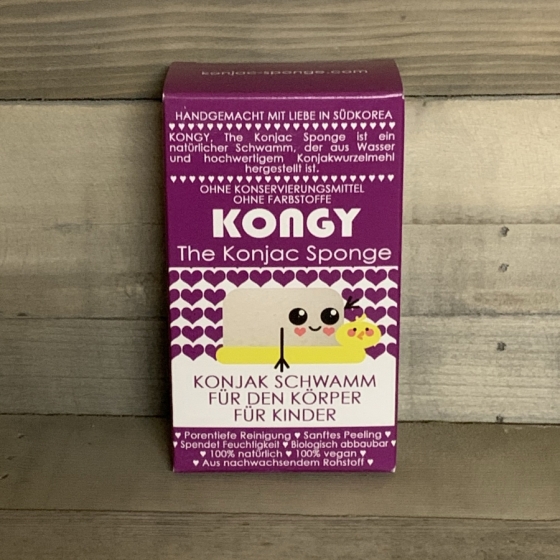 konjac-sponge.com
HANDGEMACHT MIT LIEBE IN SÜDKOREA
KONGY, The Konjac Sponge ist ein
natürlicher Schwamm, der aus Wasser
und hochwertigem Konjakwurzelmehl
hergestellt ist.
OHNE KONSERVIERUNGSMITTEL
OHNE FARBSTOFFE
KONGY
The Konjac Sponge
KONJAK SCHWAMM
FÜR DEN KÖRPER
FÜR KINDER
♥ Porentiefe Reinigung ♥ Sanftes Peeling ♥
♥ Spendet Feuchtigkeit ♥ Biologisch abbaubar ♥
♥ 100% natürlich ♥ 100% vegan ♥
♥ Aus nachwachsendem Rohstoff ♥